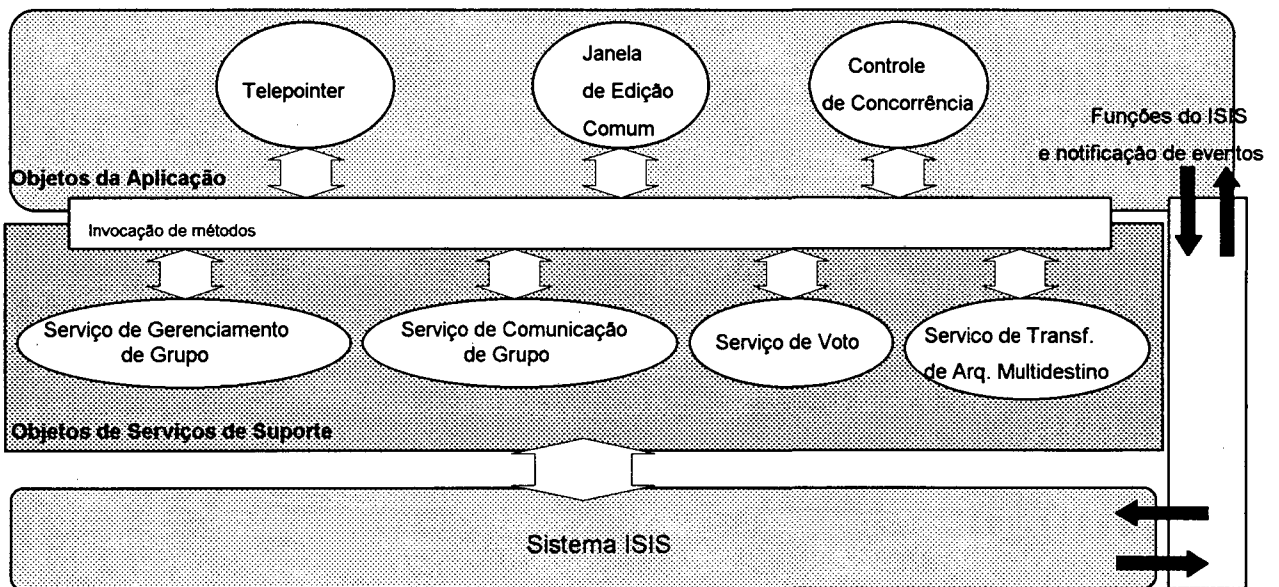 Telepointer
Janela
de Edição
Comum
Controle
de Concorrência
Funções do ISIS
e notificação de eventos
Objetos da Aplicação
Invocação de métodos
Serviço de Gerenciamento
de Grupo
Serviço de Comunicação
de Grupo
Serviço de Voto
Servico de Transf.
de Arq. Multidestino
Objetos de Serviços de Suporte
Sistema ISIS